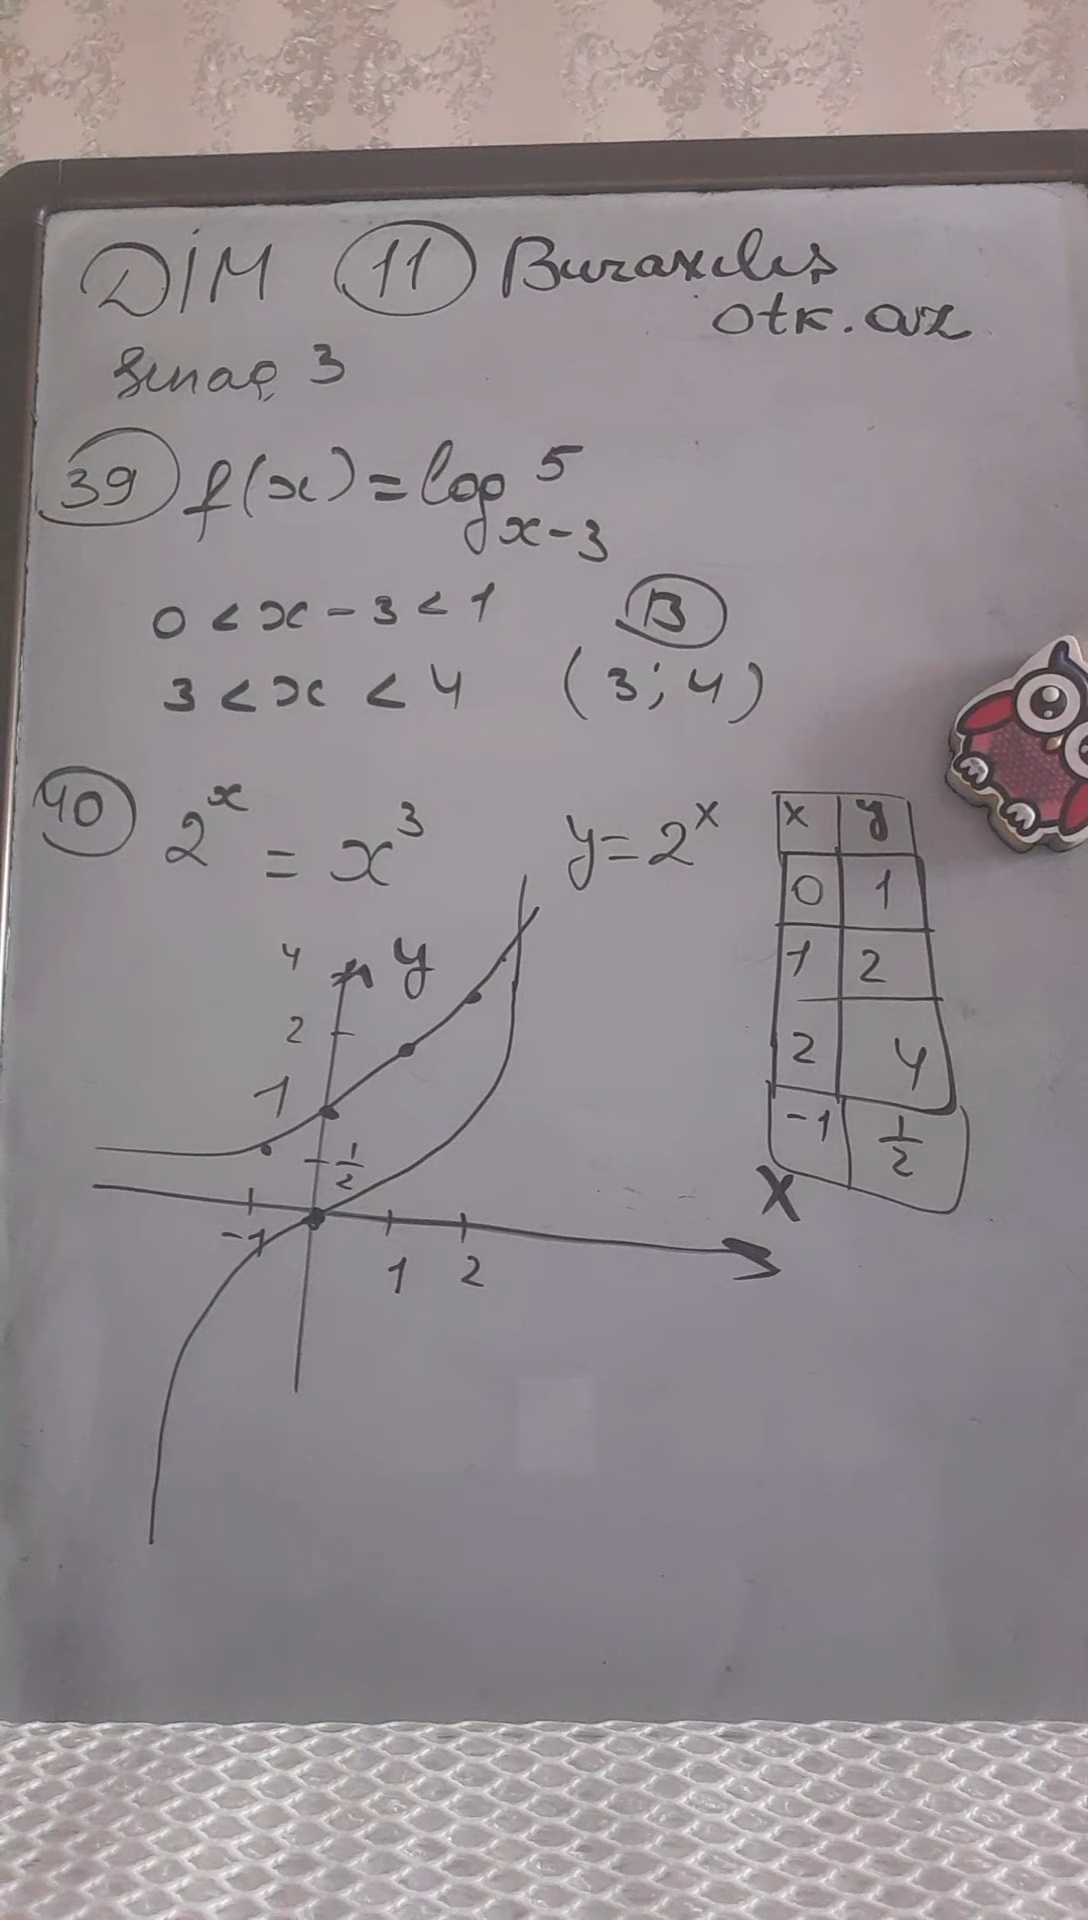 DİM 11 Buraxılış
otk.az
Sınaq 3
39 f(x) = log_{x-3} 5
0 < x - 3 < 1 B
3 < x < 4 (3; 4)
40 2^x = x^3 y = 2^x
x y
0 1
1 2
2 4
-1 1/2
4 y
2
1
1/2
x
-1 1 2